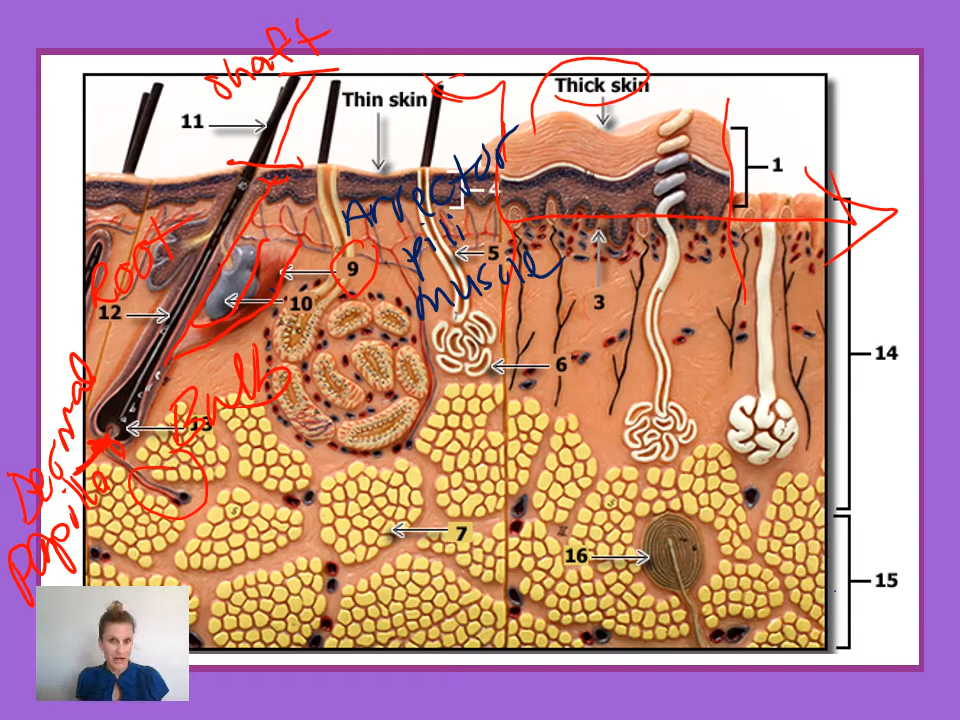 shaft
Thin skin
Thick skin
11
1
4
Arrector
pili
muscle
Root
5
9
10
3
12
6
14
Bulb
13
Dermal
papilla
7
16
15